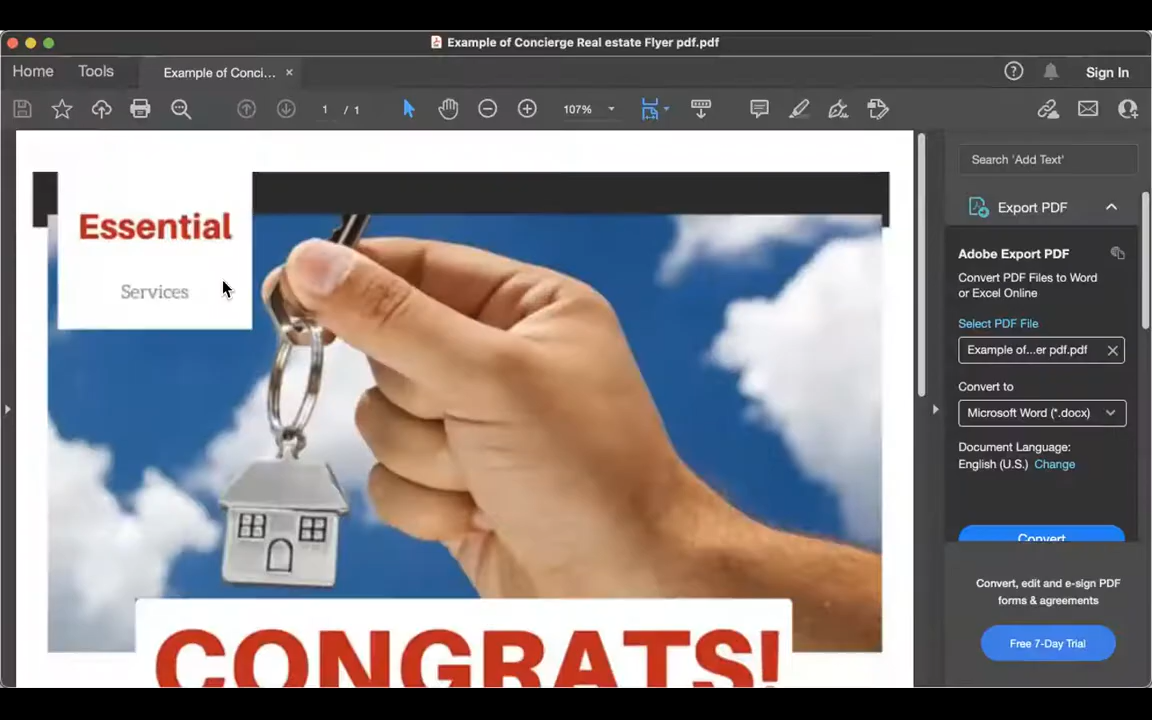 Example of Concierge Real estate Flyer pdf.pdf
Home Tools Example of Conci... × Sign In
1 / 1 107%
Search 'Add Text'
Export PDF
Adobe Export PDF
Convert PDF Files to Word
or Excel Online
Select PDF File
Example of...er pdf.pdf
Convert to
Microsoft Word (*.docx)
Document Language:
English (U.S.) Change
Convert
Convert, edit and e-sign PDF
forms & agreements
Free 7-Day Trial
Essential
Services
CONGRATS!